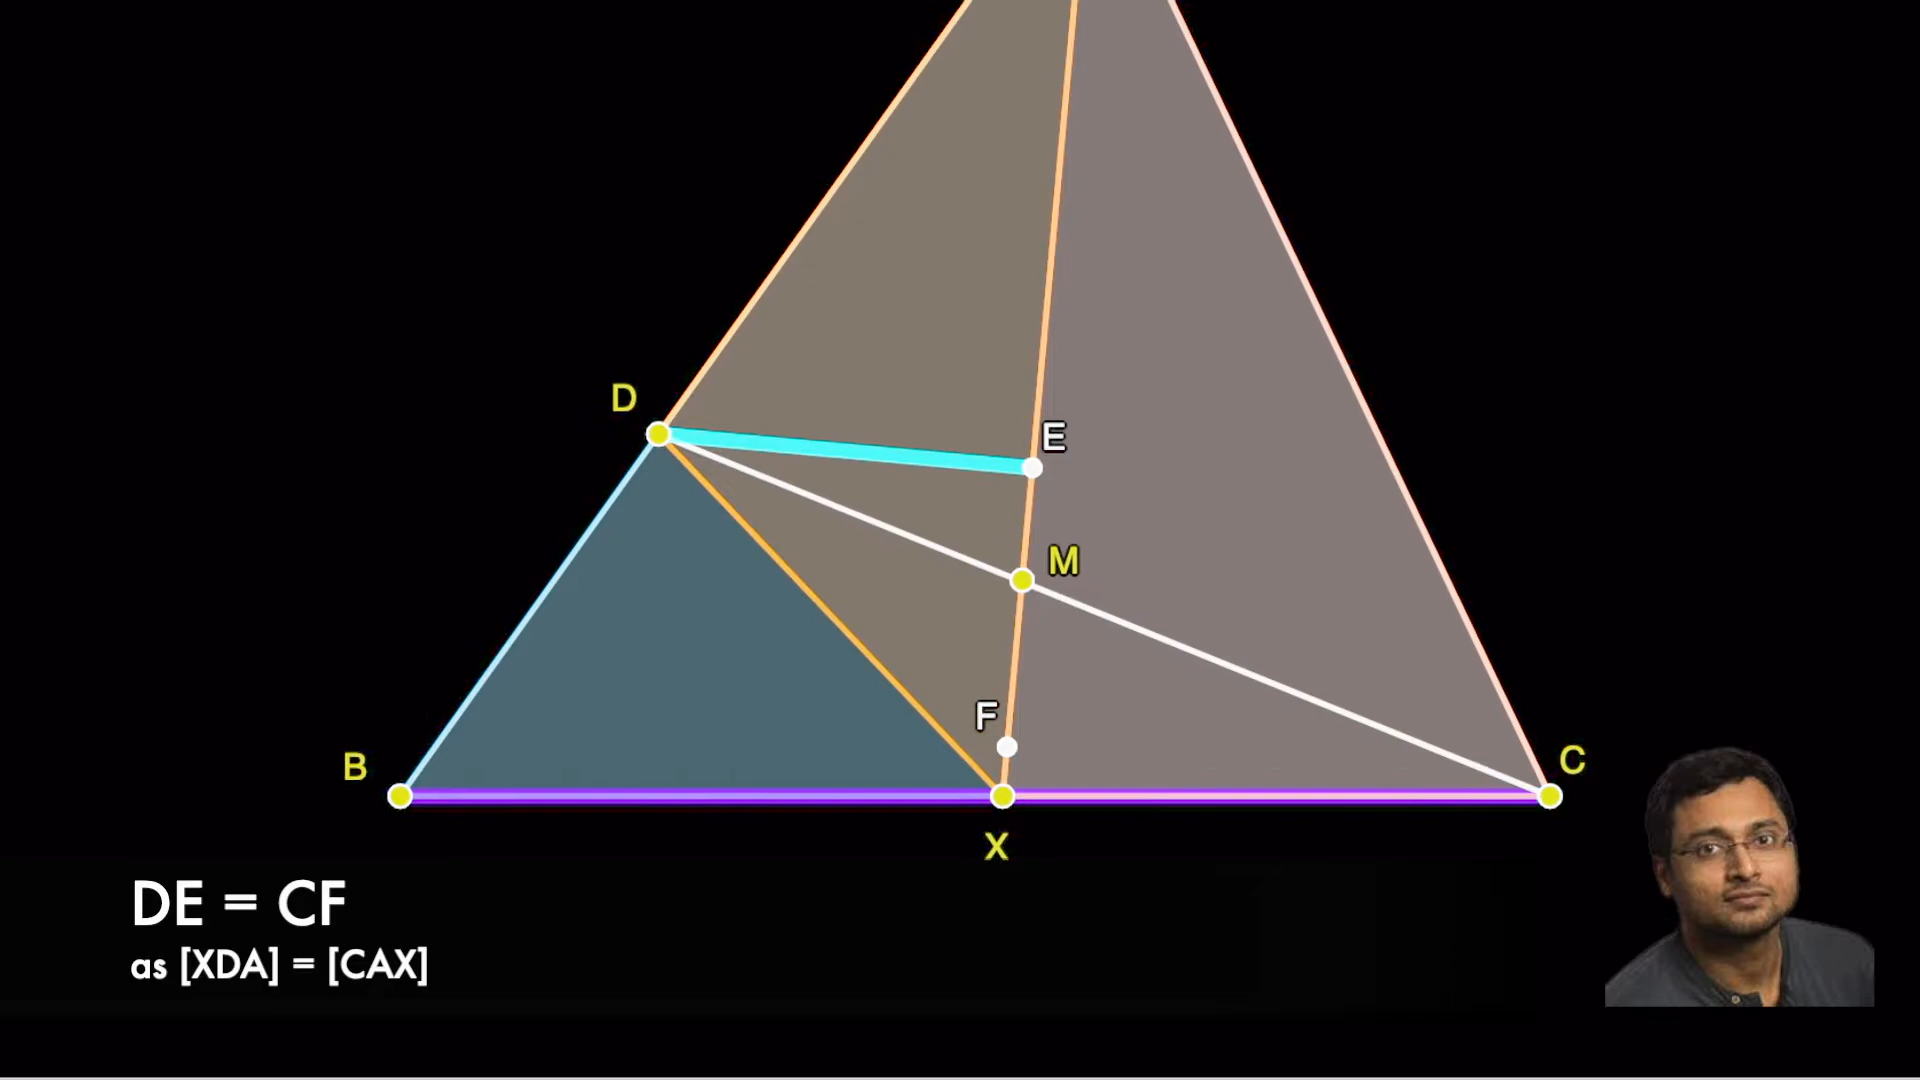 D
E
M
F
B
C
X
DE = CF
as [XDA] = [CAX]